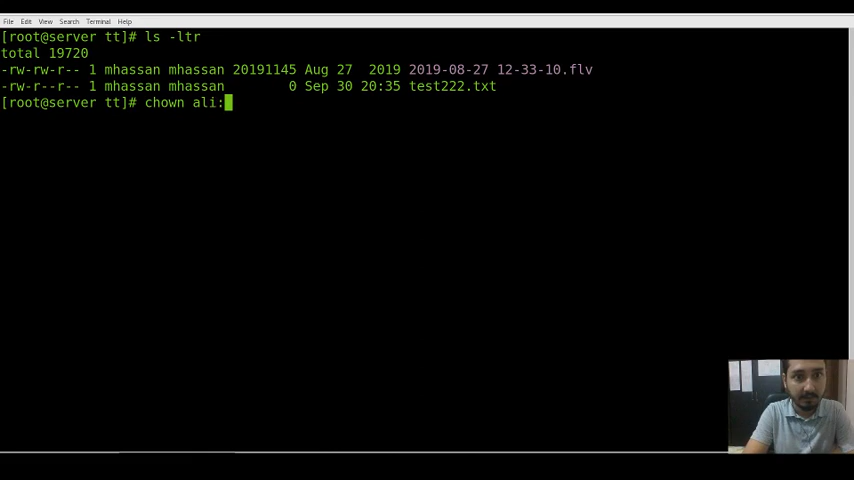 File Edit View Search Terminal Help
[root@server tt]# ls -ltr
total 19720
-rw-rw-r-- 1 mhassan mhassan 20191145 Aug 27  2019 2019-08-27 12-33-10.flv
-rw-r--r-- 1 mhassan mhassan        0 Sep 30 20:35 test222.txt
[root@server tt]# chown ali: